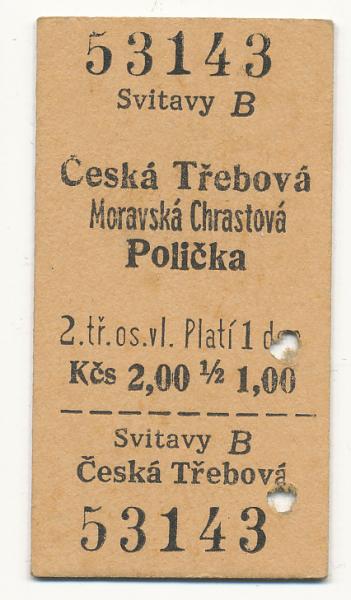 53143
Svitavy B
Česká Třebová
Moravská Chrastová
Polička
2.tř.os.vl. Platí 1
Kčs 2,00 ½ 1,00
Svitavy B
Česká Třebová
53143